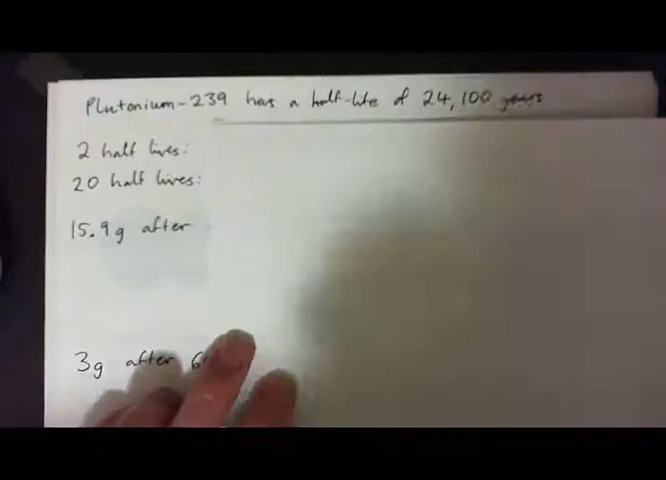 Plutonium-239 has a half-life of 24,100 years
2 half lives:
20 half lives:
15.9g after
3g after